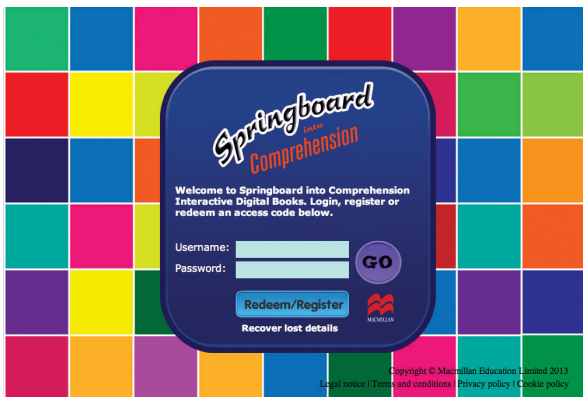 Springboard
into
Comprehension
Welcome to Springboard into Comprehension
Interactive Digital Books. Login, register or
redeem an access code below.
Username:
Password:
GO
Redeem/Register
MACMILLAN
Recover lost details
Copyright © Macmillan Education Limited 2013
Legal notice | Terms and conditions | Privacy policy | Cookie policy